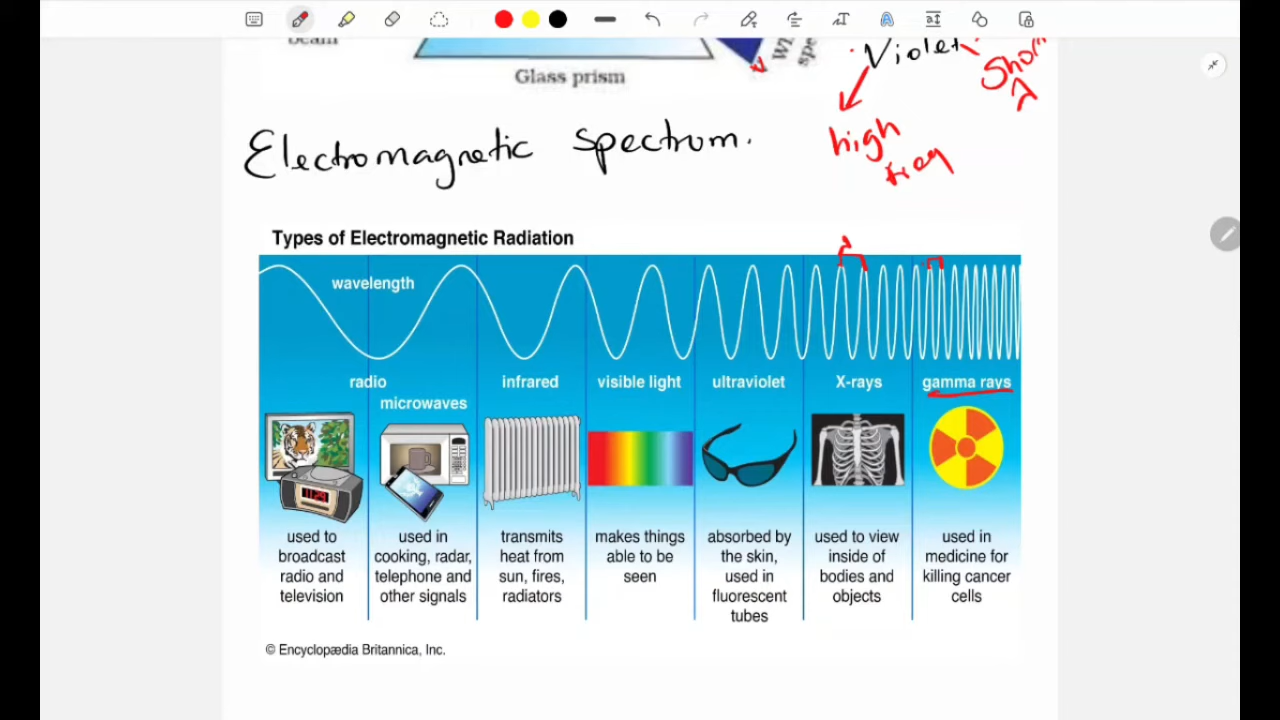 beam
Glass prism
Violet
Short
λ
high
freq
Electromagnetic spectrum.
Types of Electromagnetic Radiation
λ
wavelength
radio
microwaves
infrared
visible light
ultraviolet
X-rays
gamma rays
used to
broadcast
radio and
television
used in
cooking, radar,
telephone and
other signals
transmits
heat from
sun, fires,
radiators
makes things
able to be
seen
absorbed by
the skin,
used in
fluorescent
tubes
used to view
inside of
bodies and
objects
used in
medicine for
killing cancer
cells
© Encyclopædia Britannica, Inc.